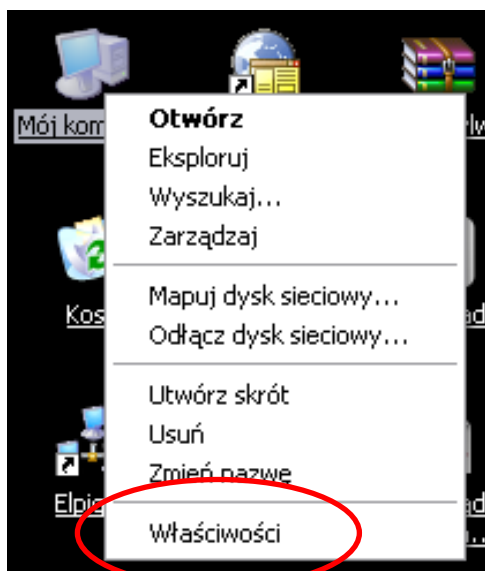 Mój kom
Otwórz
Eksploruj
Wyszukaj...
Zarządzaj
Mapuj dysk sieciowy...
Odłącz dysk sieciowy...
Utwórz skrót
Usuń
Zmień nazwę
Właściwości
Kos